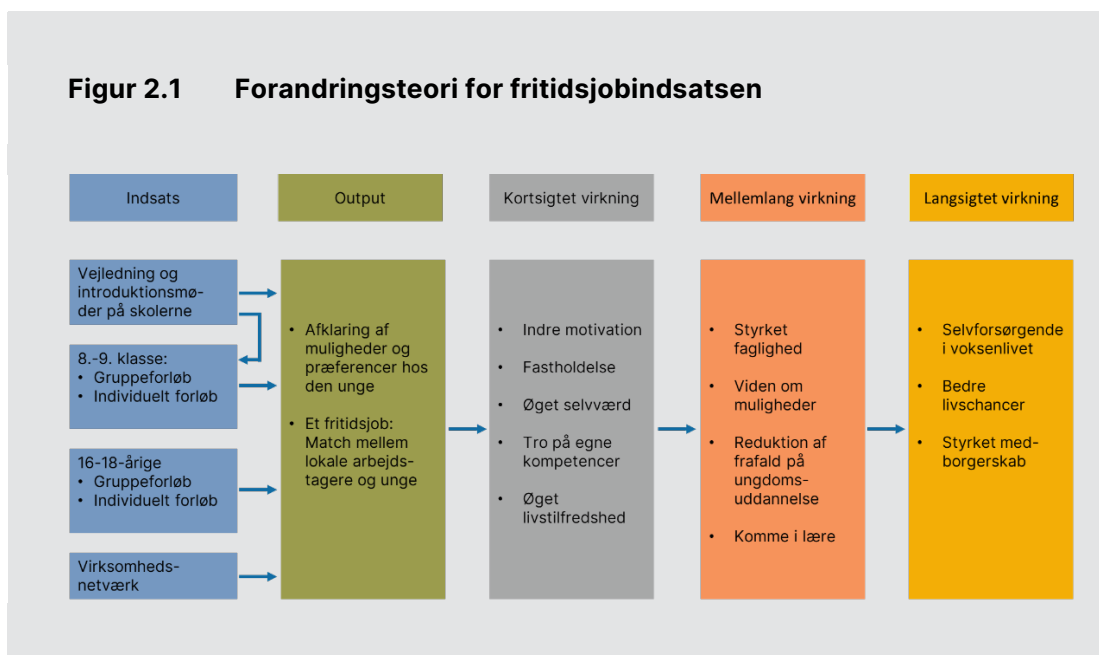 Figur 2.1 Forandringsteori for fritidsjobindsatsen
Indsats
Output
Kortsigtet virkning
Mellemlang virkning
Langsigtet virkning
Vejledning og
introduktionsmø-
der på skolerne
8.-9. klasse:
• Gruppeforløb
• Individuelt forløb
16-18-årige
• Gruppeforløb
• Individuelt forløb
Virksomheds-
netværk
• Afklaring af
muligheder og
præferencer hos
den unge
• Et fritidsjob:
Match mellem
lokale arbejds-
tagere og unge
• Indre motivation
• Fastholdelse
• Øget selvværd
• Tro på egne
kompetencer
• Øget
livstilfredshed
• Styrket
faglighed
• Viden om
muligheder
• Reduktion af
frafald på
ungdoms-
uddannelse
• Komme i lære
• Selvforsørgende
i voksenlivet
• Bedre
livschancer
• Styrket med-
borgerskab